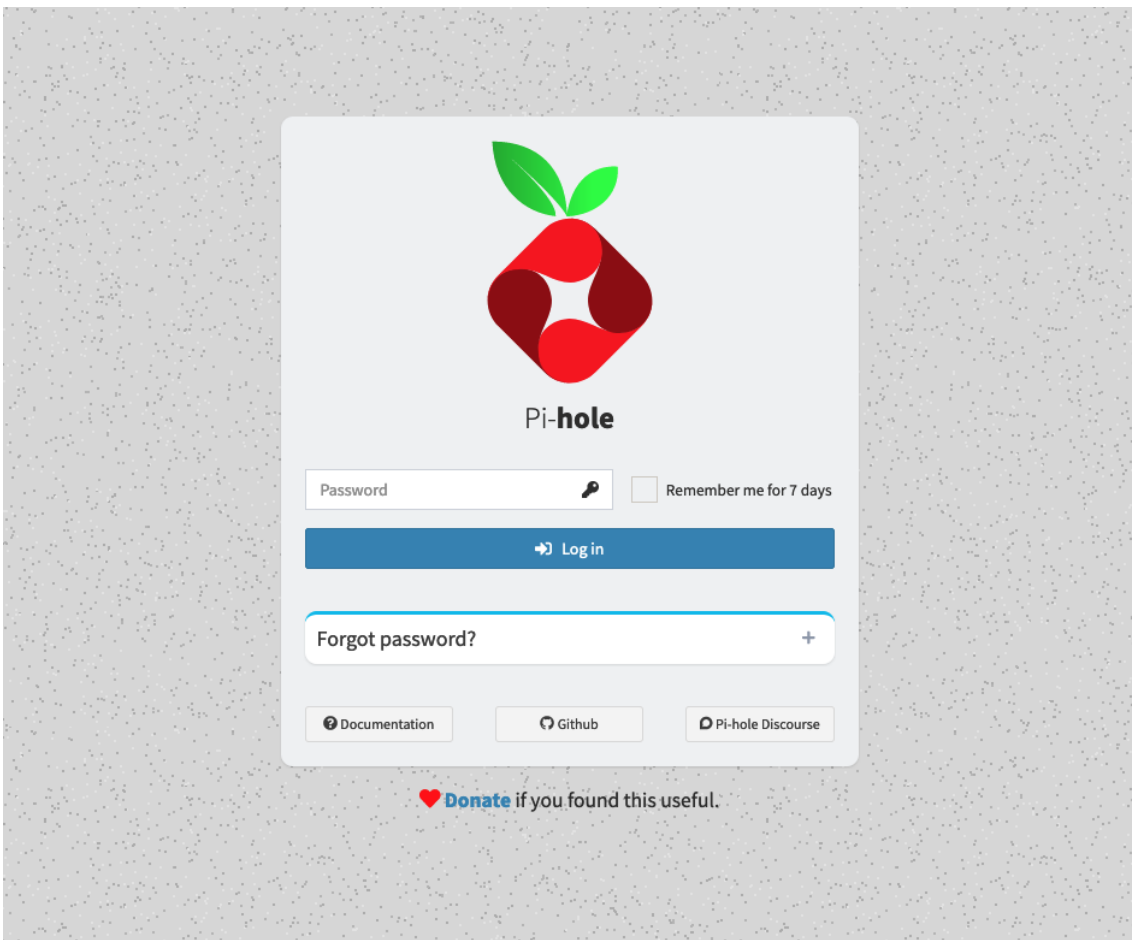 Pi-hole
Password
Remember me for 7 days
Log in
Forgot password?
Documentation
Github
Pi-hole Discourse
Donate if you found this useful.